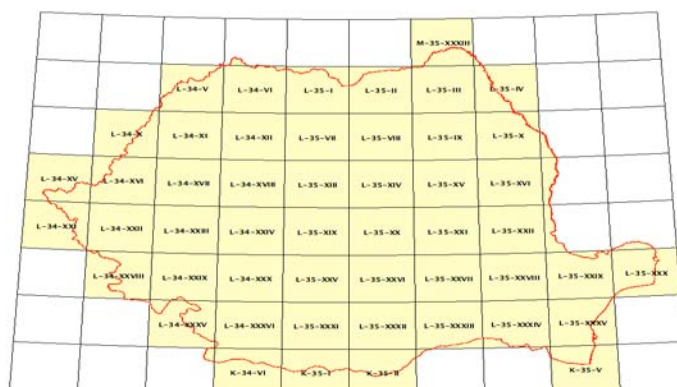 M-35-XXXIII
L-34-V L-34-VI L-35-I L-35-II L-35-III L-35-IV
L-34-X L-34-XI L-34-XII L-35-VII L-35-VIII L-35-IX L-35-X
L-34-XV L-34-XVI L-34-XVII L-34-XVIII L-35-XIII L-35-XIV L-35-XV L-35-XVI
L-34-XXI L-34-XXII L-34-XXIII L-34-XXIV L-35-XIX L-35-XX L-35-XXI L-35-XXII
L-34-XXVIII L-34-XXIX L-34-XXX L-35-XXV L-35-XXVI L-35-XXVII L-35-XXVIII L-35-XXIX L-35-XXX
L-34-XXXV L-34-XXXVI L-35-XXXI L-35-XXXII L-35-XXXIII L-35-XXXIV L-35-XXXV
K-34-VI K-35-I K-35-II K-35-V